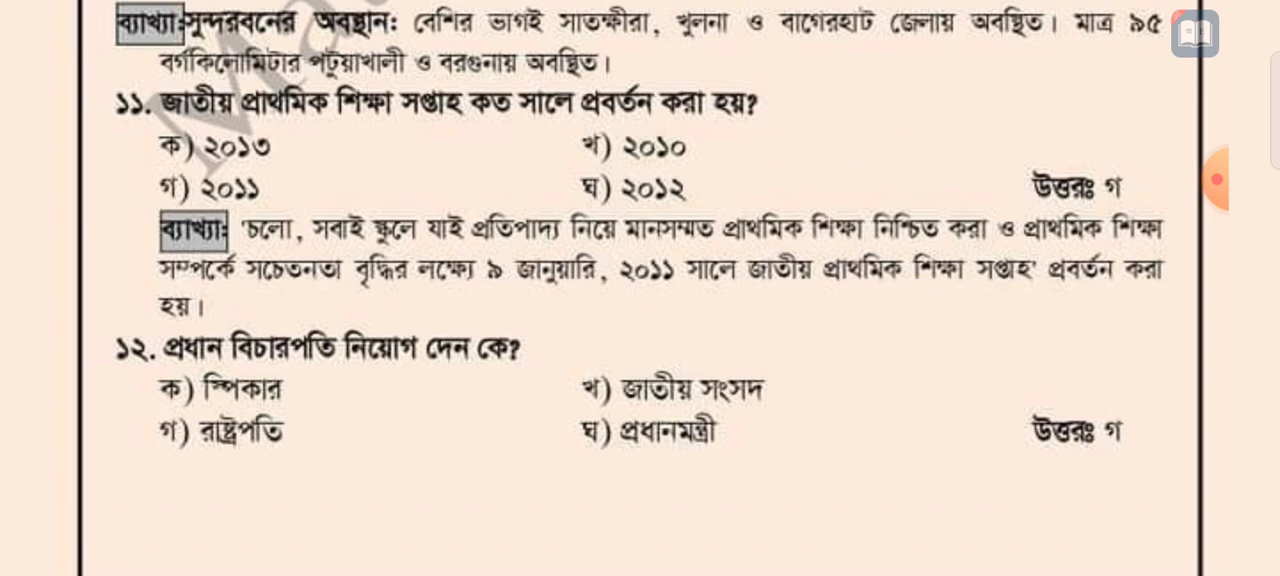 ব্যাখ্যা:সুন্দরবনের অবস্থান: বেশির ভাগই সাতক্ষীরা, খুলনা ও বাগেরহাট জেলায় অবস্থিত। মাত্র ৯৫
বর্গকিলোমিটার পটুয়াখালী ও বরগুনায় অবস্থিত।
১১. জাতীয় প্রাথমিক শিক্ষা সপ্তাহ কত সালে প্রবর্তন করা হয়?
ক) ২০১৩ খ) ২০১০
গ) ২০১১ ঘ) ২০১২ উত্তরঃ গ
ব্যাখ্যা: 'চলো, সবাই স্কুলে যাই প্রতিপাদ্য নিয়ে মানসম্মত প্রাথমিক শিক্ষা নিশ্চিত করা ও প্রাথমিক শিক্ষা
সম্পর্কে সচেতনতা বৃদ্ধির লক্ষ্যে ৯ জানুয়ারি, ২০১১ সালে জাতীয় প্রাথমিক শিক্ষা সপ্তাহ' প্রবর্তন করা
হয়।
১২. প্রধান বিচারপতি নিয়োগ দেন কে?
ক) স্পিকার খ) জাতীয় সংসদ
গ) রাষ্ট্রপতি ঘ) প্রধানমন্ত্রী উত্তরঃ গ